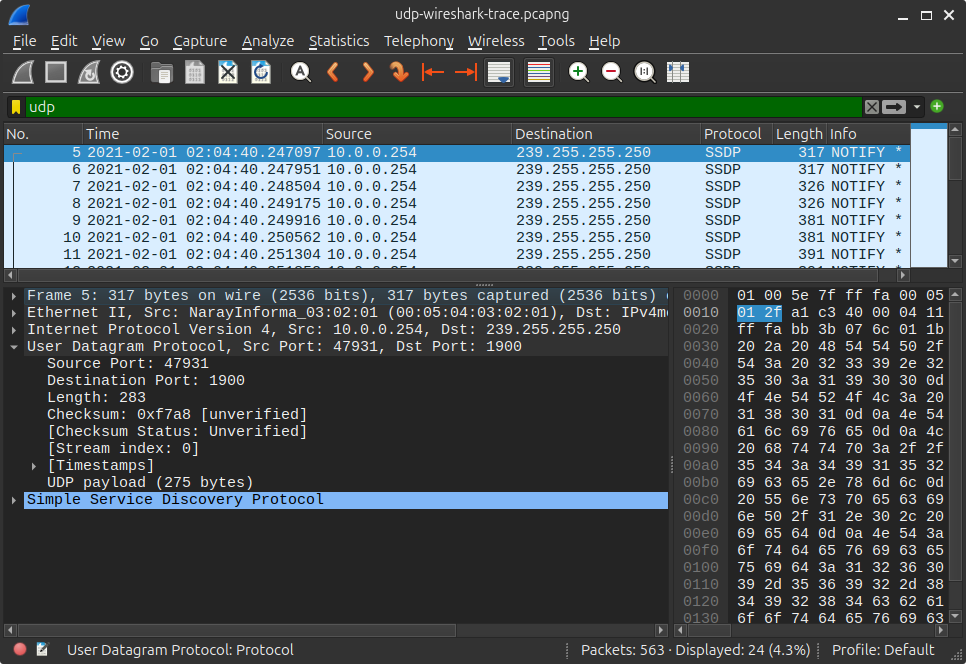 udp-wireshark-trace.pcapng
File Edit View Go Capture Analyze Statistics Telephony Wireless Tools Help
udp
No. Time Source Destination Protocol Length Info
5 2021-02-01 02:04:40.247097 10.0.0.254 239.255.255.250 SSDP 317 NOTIFY *
6 2021-02-01 02:04:40.247951 10.0.0.254 239.255.255.250 SSDP 317 NOTIFY *
7 2021-02-01 02:04:40.248504 10.0.0.254 239.255.255.250 SSDP 326 NOTIFY *
8 2021-02-01 02:04:40.249175 10.0.0.254 239.255.255.250 SSDP 326 NOTIFY *
9 2021-02-01 02:04:40.249916 10.0.0.254 239.255.255.250 SSDP 381 NOTIFY *
10 2021-02-01 02:04:40.250562 10.0.0.254 239.255.255.250 SSDP 381 NOTIFY *
11 2021-02-01 02:04:40.251304 10.0.0.254 239.255.255.250 SSDP 391 NOTIFY *
Frame 5: 317 bytes on wire (2536 bits), 317 bytes captured (2536 bits)
Ethernet II, Src: NarayInforma_03:02:01 (00:05:04:03:02:01), Dst: IPv4m
Internet Protocol Version 4, Src: 10.0.0.254, Dst: 239.255.255.250
User Datagram Protocol, Src Port: 47931, Dst Port: 1900
Source Port: 47931
Destination Port: 1900
Length: 283
Checksum: 0xf7a8 [unverified]
[Checksum Status: Unverified]
[Stream index: 0]
[Timestamps]
UDP payload (275 bytes)
Simple Service Discovery Protocol
0000 01 00 5e 7f ff fa 00 05
0010 01 2f a1 c3 40 00 04 11
0020 ff fa bb 3b 07 6c 01 1b
0030 20 2a 20 48 54 54 50 2f
0040 54 3a 20 32 33 39 2e 32
0050 35 30 3a 31 39 30 30 0d
0060 4f 4e 54 52 4f 4c 3a 20
0070 31 38 30 31 0d 0a 4e 54
0080 61 6c 69 76 65 0d 0a 4c
0090 20 68 74 74 70 3a 2f 2f
00a0 35 34 3a 34 39 31 35 32
00b0 69 63 65 2e 78 6d 6c 0d
00c0 20 55 6e 73 70 65 63 69
00d0 6e 50 2f 31 2e 30 2c 20
00e0 69 65 64 0d 0a 4e 54 3a
00f0 6f 74 64 65 76 69 63 65
0100 75 69 64 3a 31 32 36 30
0110 39 2d 35 36 39 32 2d 38
0120 34 39 32 38 34 63 62 61
0130 6f 6f 74 64 65 76 69 63
User Datagram Protocol: Protocol
Packets: 563 · Displayed: 24 (4.3%)
Profile: Default